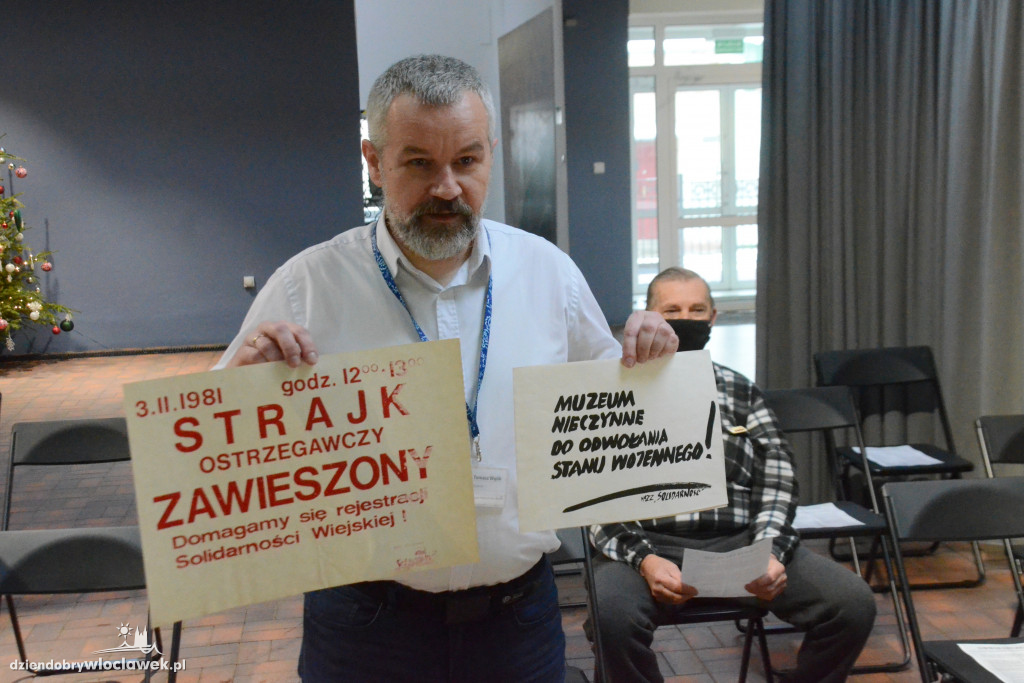 3.II.1981 godz. 12⁰⁰-13⁰⁰
STRAJK
OSTRZEGAWCZY
ZAWIESZONY
Domagamy się rejestracji
Solidarności Wiejskiej !
MUZEUM
NIECZYNNE
DO ODWOŁANIA
STANU WOJENNEGO!
NSZZ „SOLIDARNOŚĆ"
dziendobrywloclawek.pl